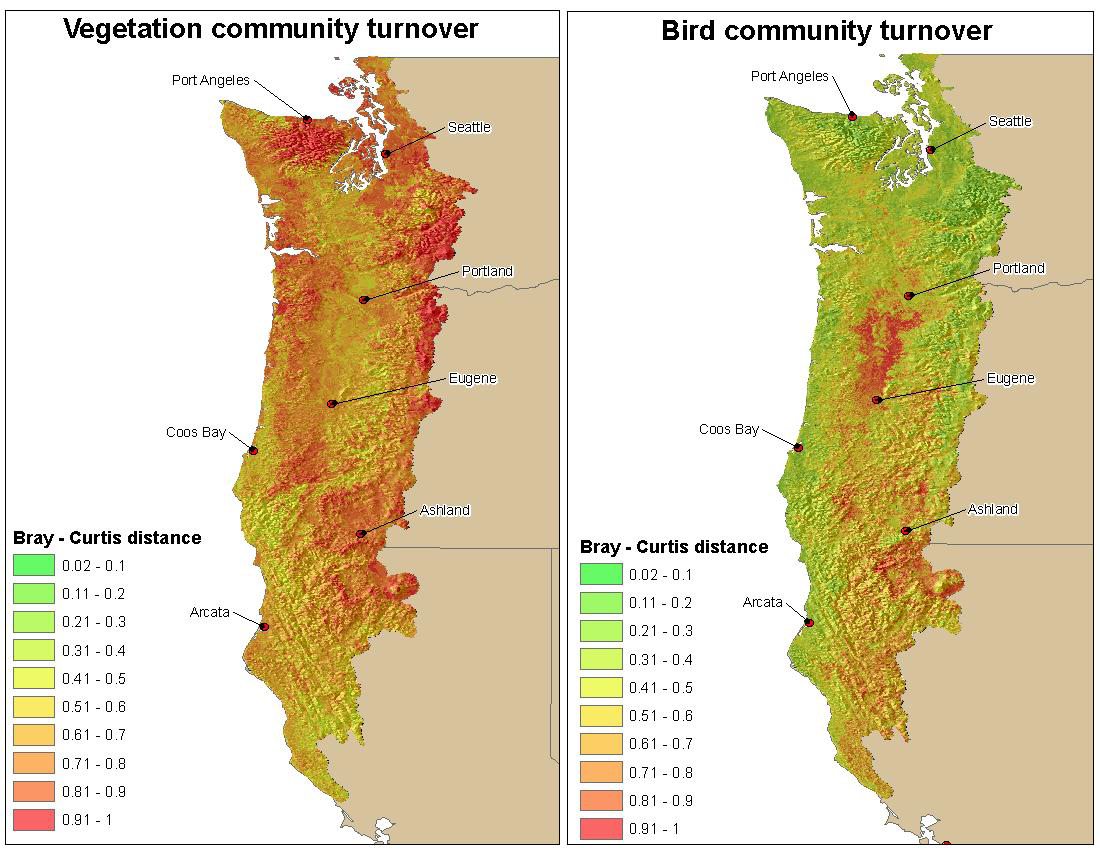 Vegetation community turnover
Port Angeles
Seattle
Portland
Eugene
Coos Bay
Ashland
Arcata
Bray - Curtis distance
0.02 - 0.1
0.11 - 0.2
0.21 - 0.3
0.31 - 0.4
0.41 - 0.5
0.51 - 0.6
0.61 - 0.7
0.71 - 0.8
0.81 - 0.9
0.91 - 1
Bird community turnover
Port Angeles
Seattle
Portland
Eugene
Coos Bay
Ashland
Arcata
Bray - Curtis distance
0.02 - 0.1
0.11 - 0.2
0.21 - 0.3
0.31 - 0.4
0.41 - 0.5
0.51 - 0.6
0.61 - 0.7
0.71 - 0.8
0.81 - 0.9
0.91 - 1